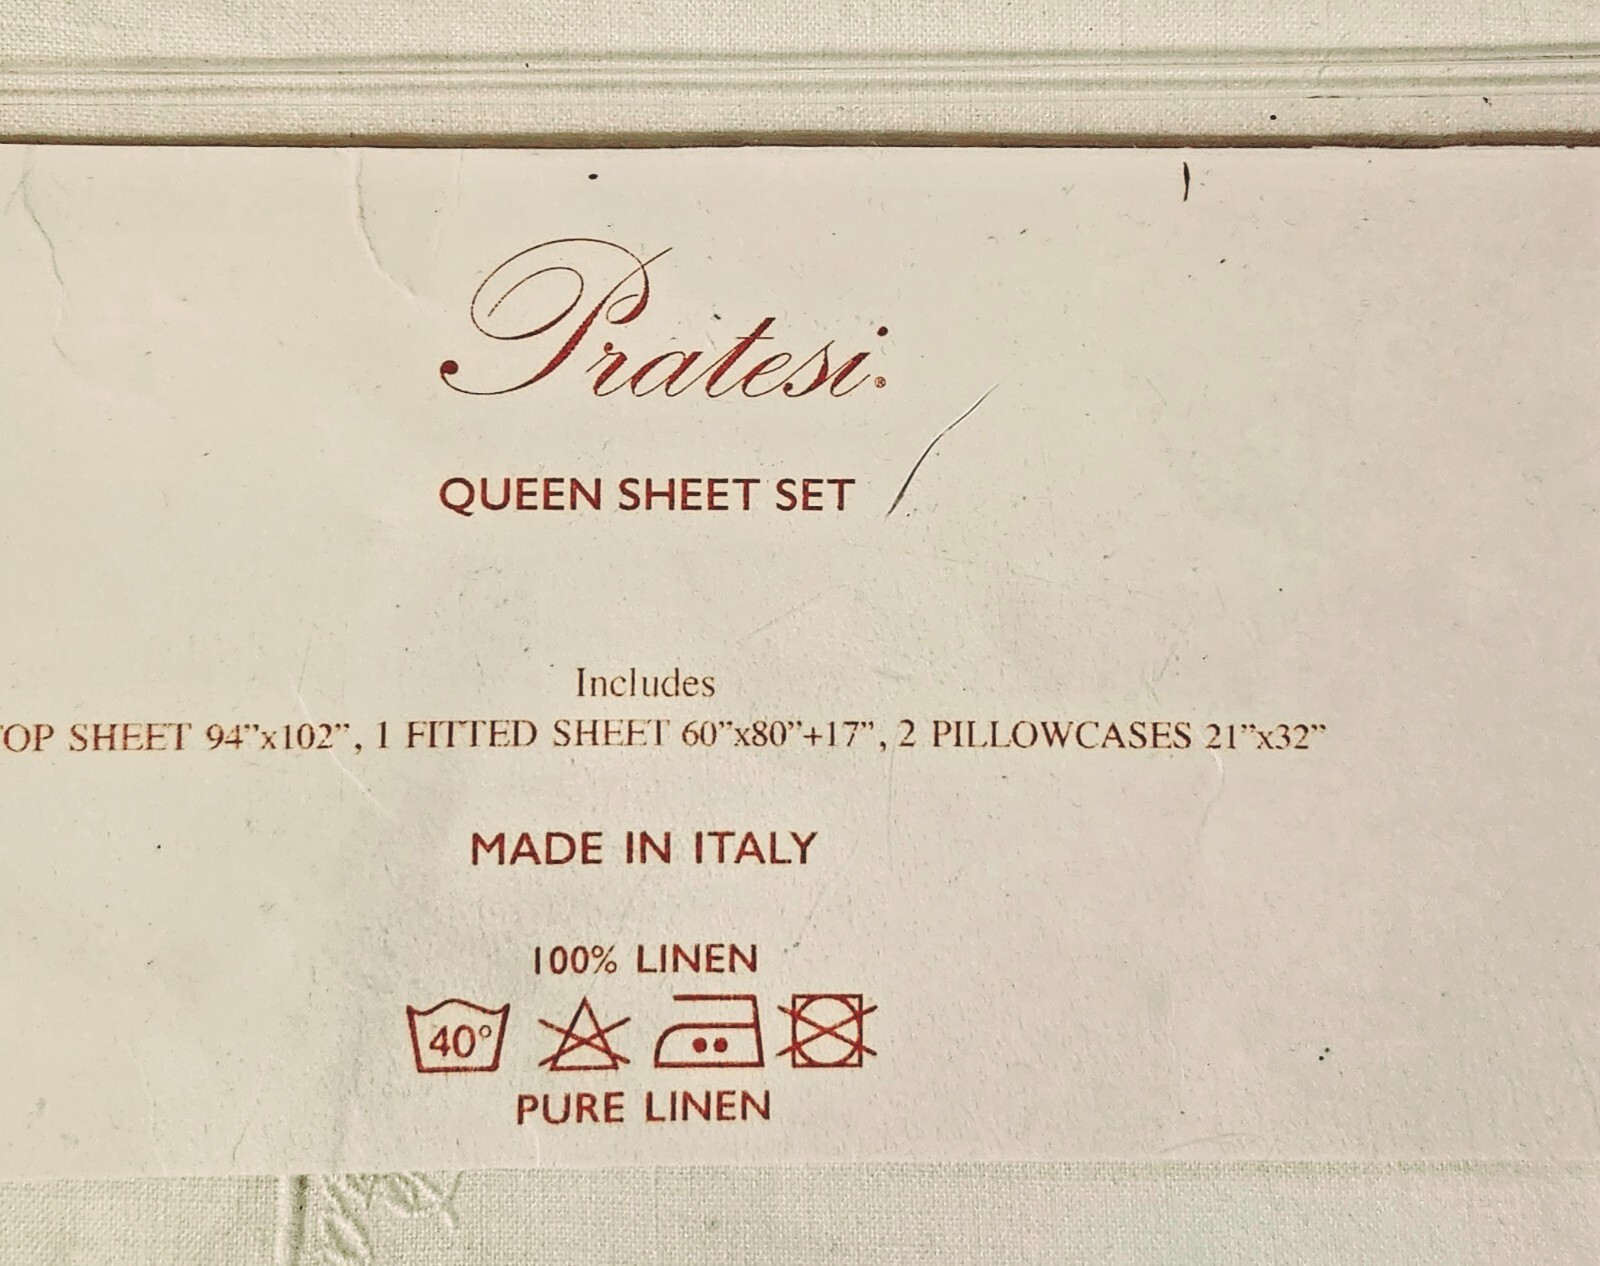 Pratesi®
QUEEN SHEET SET
Includes
TOP SHEET 94”x102”, 1 FITTED SHEET 60”x80”+17”, 2 PILLOWCASES 21”x32”
MADE IN ITALY
100% LINEN
40°
PURE LINEN